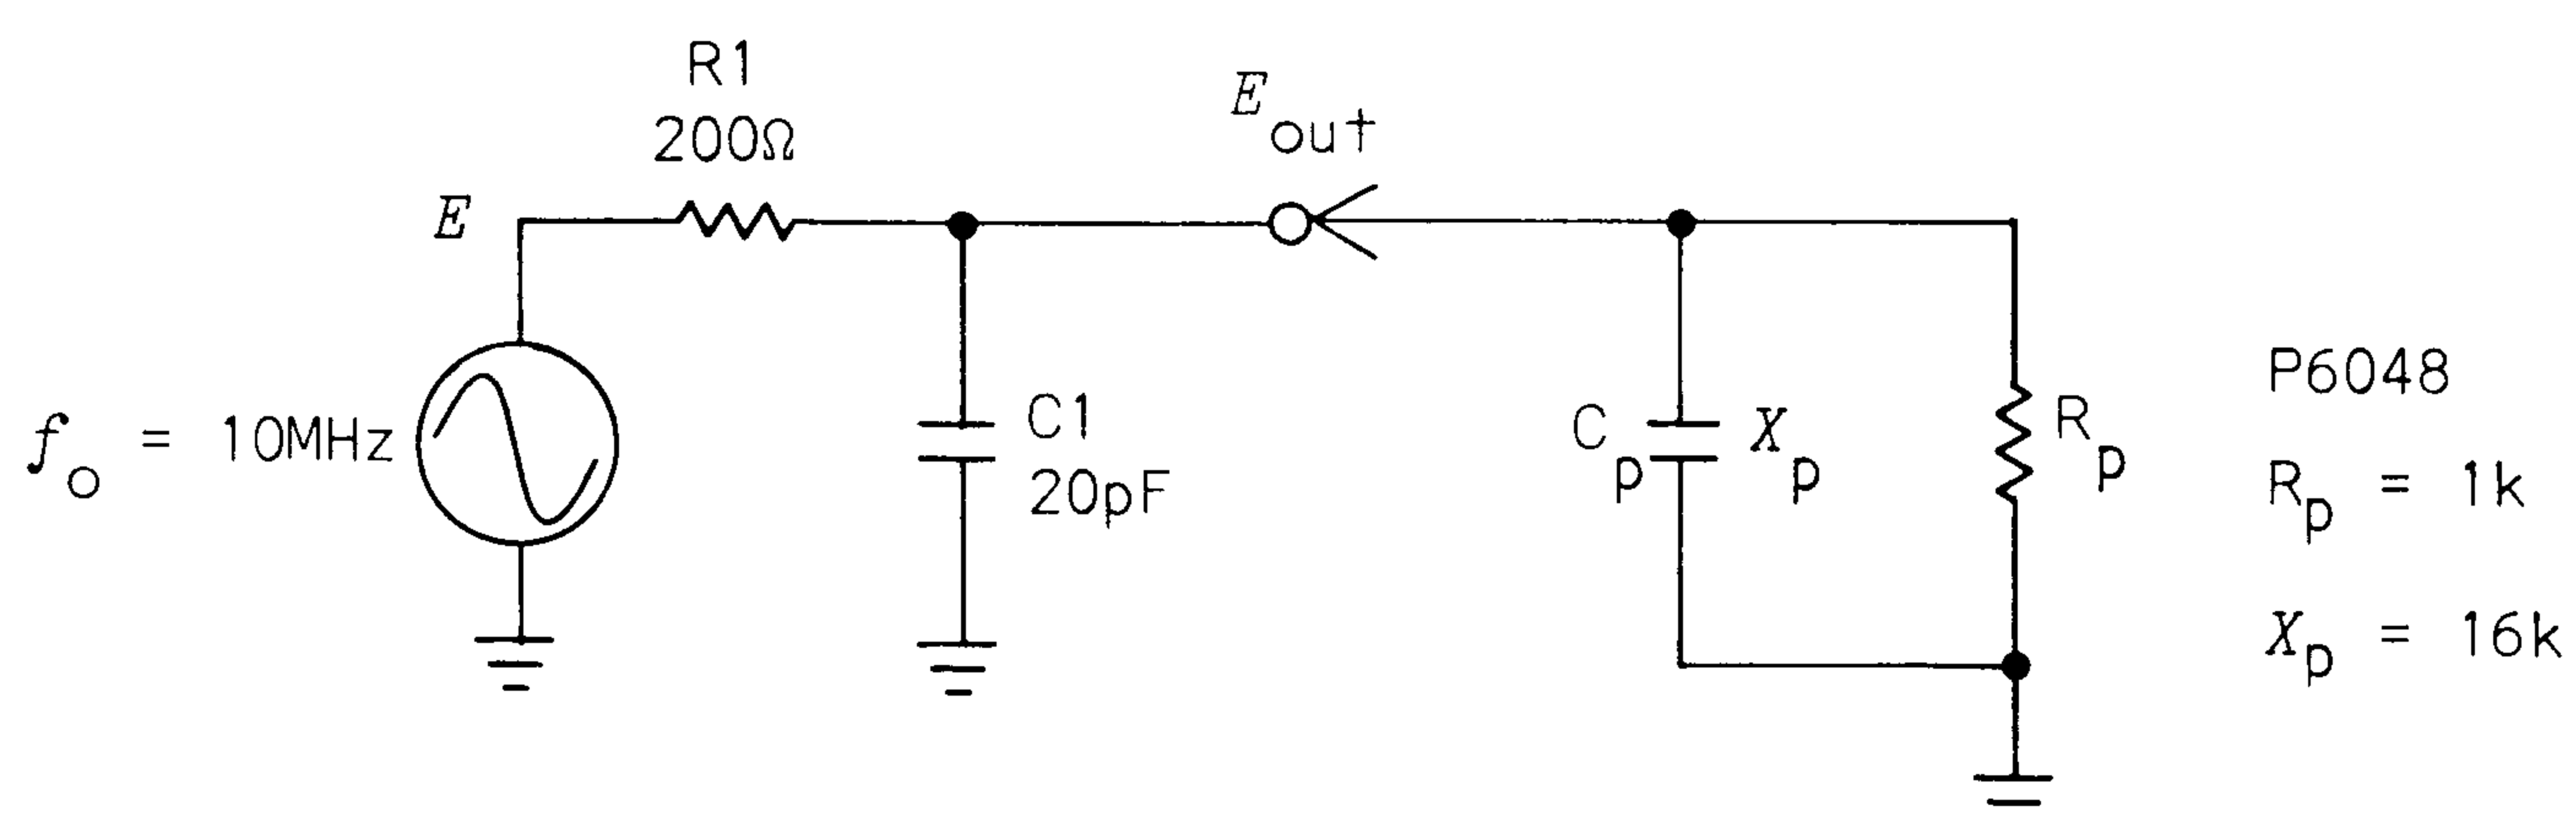 R1
200Ω
E
E out
f o = 10MHz
C1
20pF
C p
X p
R p
P6048
R p = 1k
X p = 16k